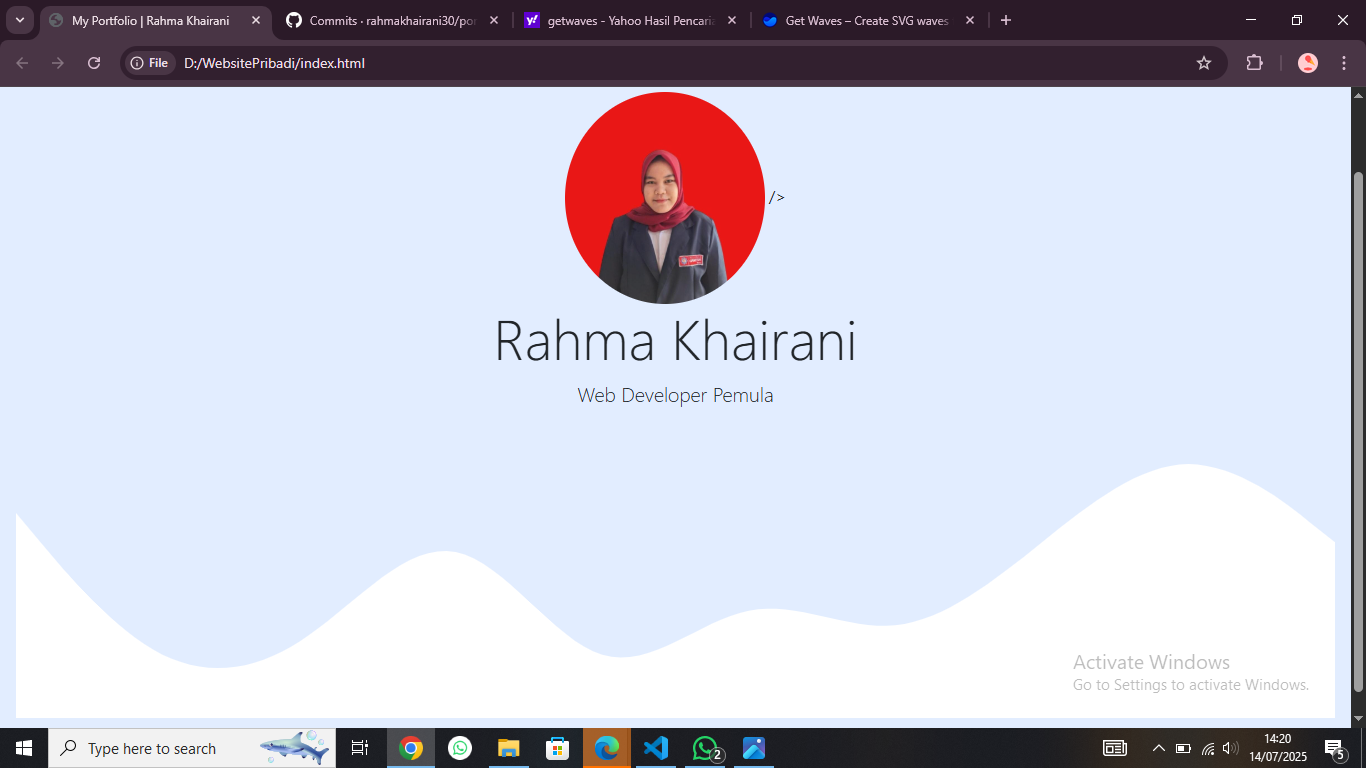 My Portfolio | Rahma Khairani
Commits · rahmakhairani30/por
getwaves - Yahoo Hasil Pencaria
Get Waves – Create SVG waves
File
D:/WebsitePribadi/index.html
/>
Rahma Khairani
Web Developer Pemula
Activate Windows
Go to Settings to activate Windows.
Type here to search
2
14:20
14/07/2025
5